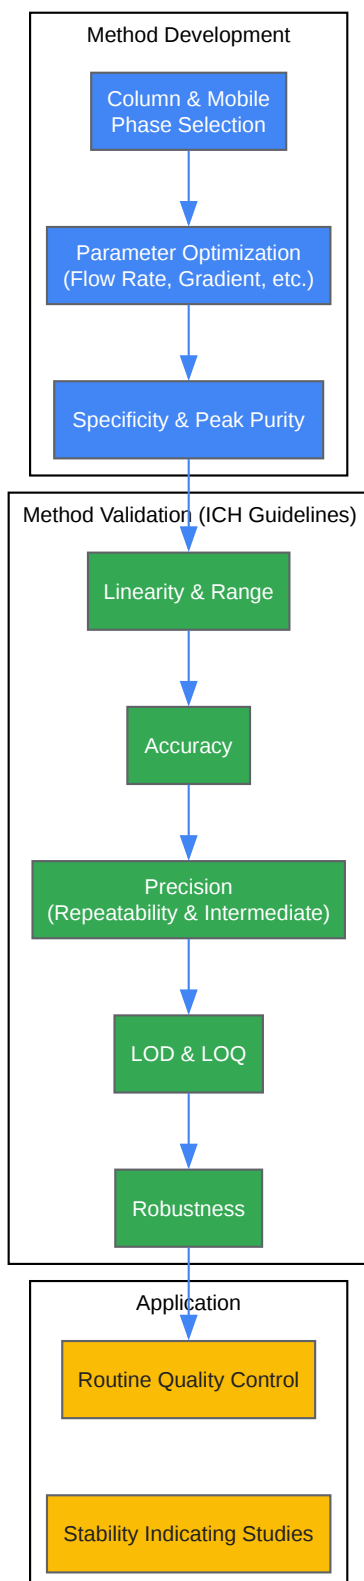 Method Development
Column & Mobile
Phase Selection
Parameter Optimization
(Flow Rate, Gradient, etc.)
Specificity & Peak Purity
Method Validation (ICH Guidelines)
Linearity & Range
Accuracy
Precision
(Repeatability & Intermediate)
LOD & LOQ
Robustness
Application
Routine Quality Control
Stability Indicating Studies